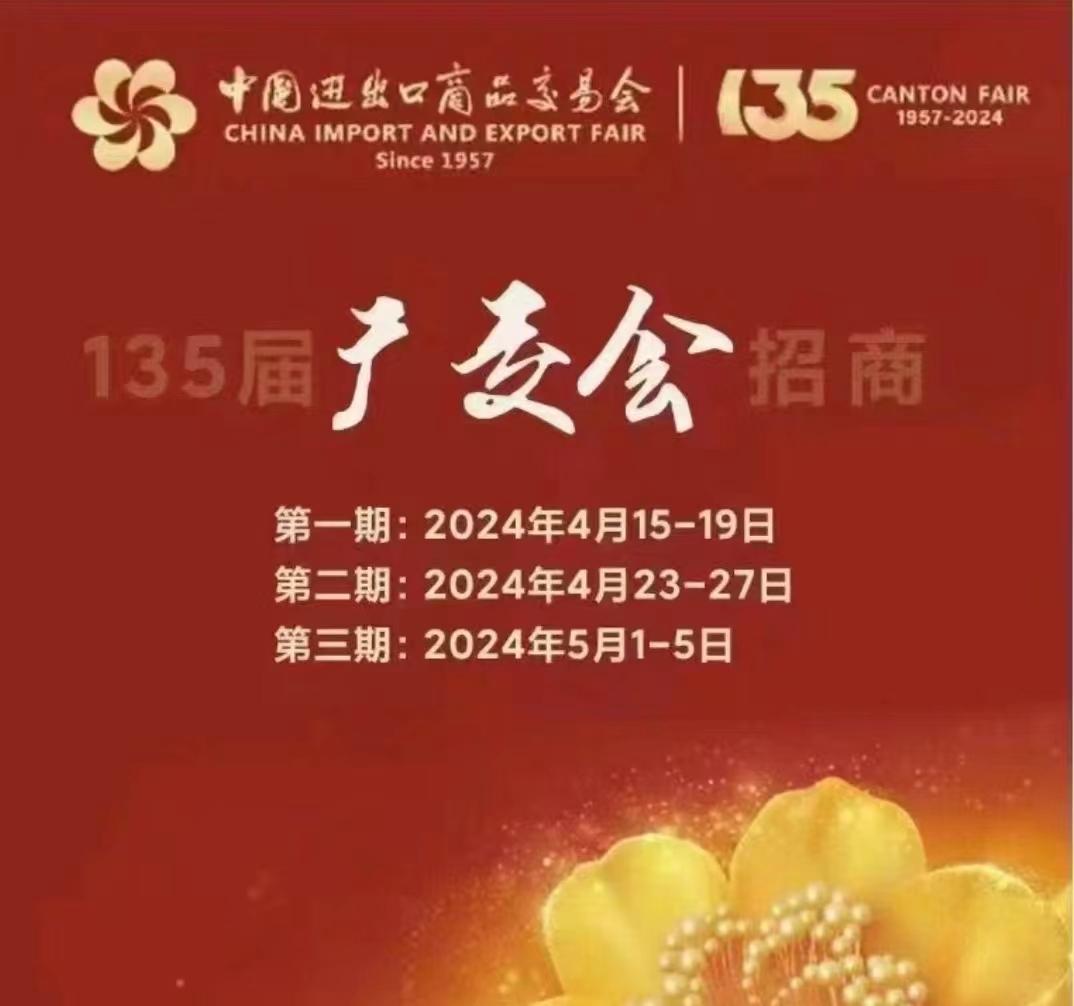 中国进出口商品交易会
CHINA IMPORT AND EXPORT FAIR
Since 1957
135 CANTON FAIR
1957-2024
135届广交会招商
第一期：2024年4月15-19日
第二期：2024年4月23-27日
第三期：2024年5月1-5日